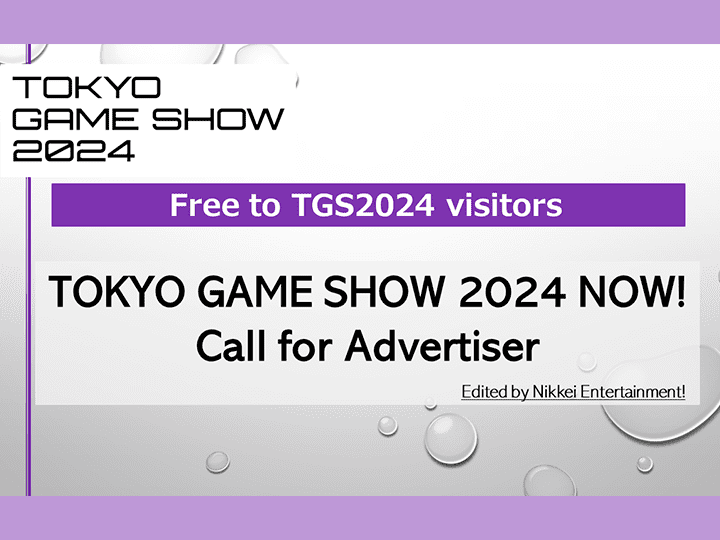 TOKYO
GAME SHOW
2024
Free to TGS2024 visitors
TOKYO GAME SHOW 2024 NOW!
Call for Advertiser
Edited by Nikkei Entertainment!